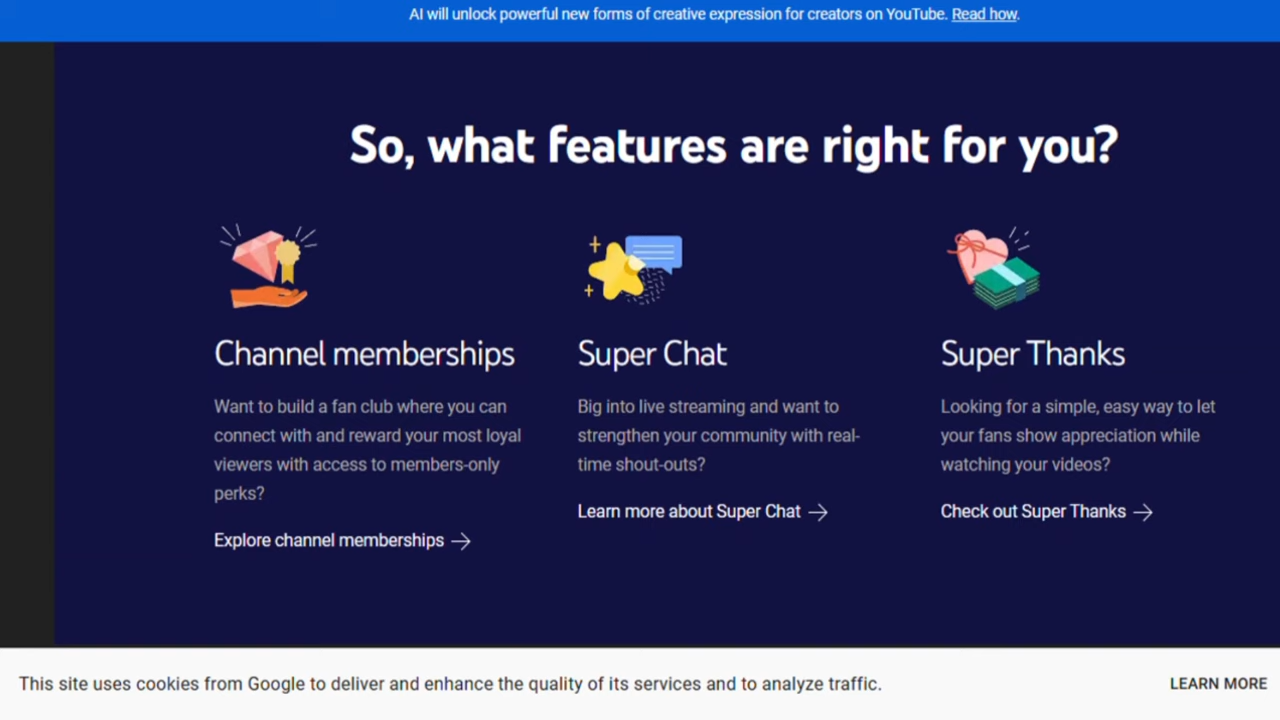 AI will unlock powerful new forms of creative expression for creators on YouTube. Read how.
So, what features are right for you?
Channel memberships
Want to build a fan club where you can
connect with and reward your most loyal
viewers with access to members-only
perks?
Explore channel memberships →
Super Chat
Big into live streaming and want to
strengthen your community with real-
time shout-outs?
Learn more about Super Chat →
Super Thanks
Looking for a simple, easy way to let
your fans show appreciation while
watching your videos?
Check out Super Thanks →
This site uses cookies from Google to deliver and enhance the quality of its services and to analyze traffic.
LEARN MORE